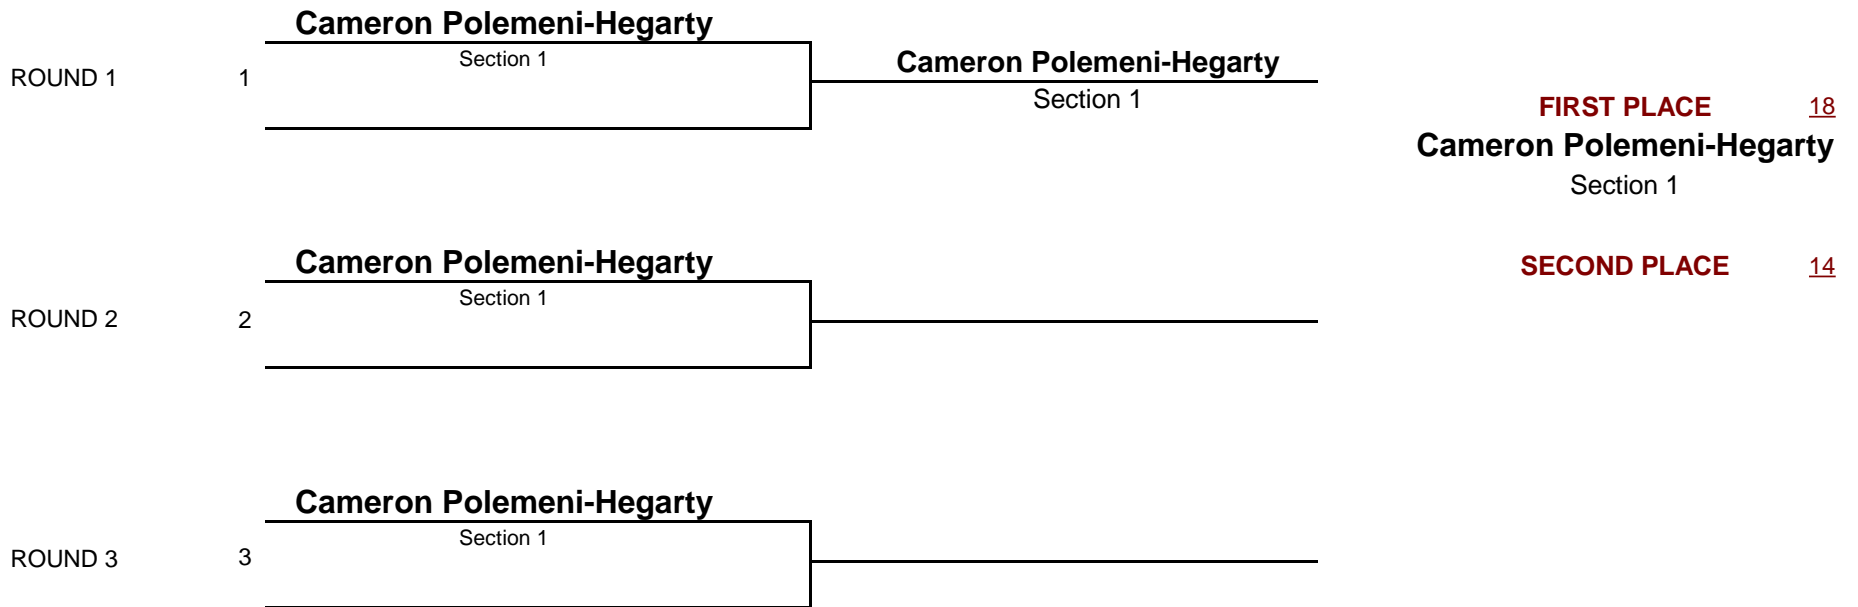 Cameron Polemeni-Hegarty
Section 1
ROUND 1 1
Cameron Polemeni-Hegarty
Section 1
FIRST PLACE 18
Cameron Polemeni-Hegarty
Section 1
Cameron Polemeni-Hegarty
Section 1
ROUND 2 2
SECOND PLACE 14
Cameron Polemeni-Hegarty
Section 1
ROUND 3 3